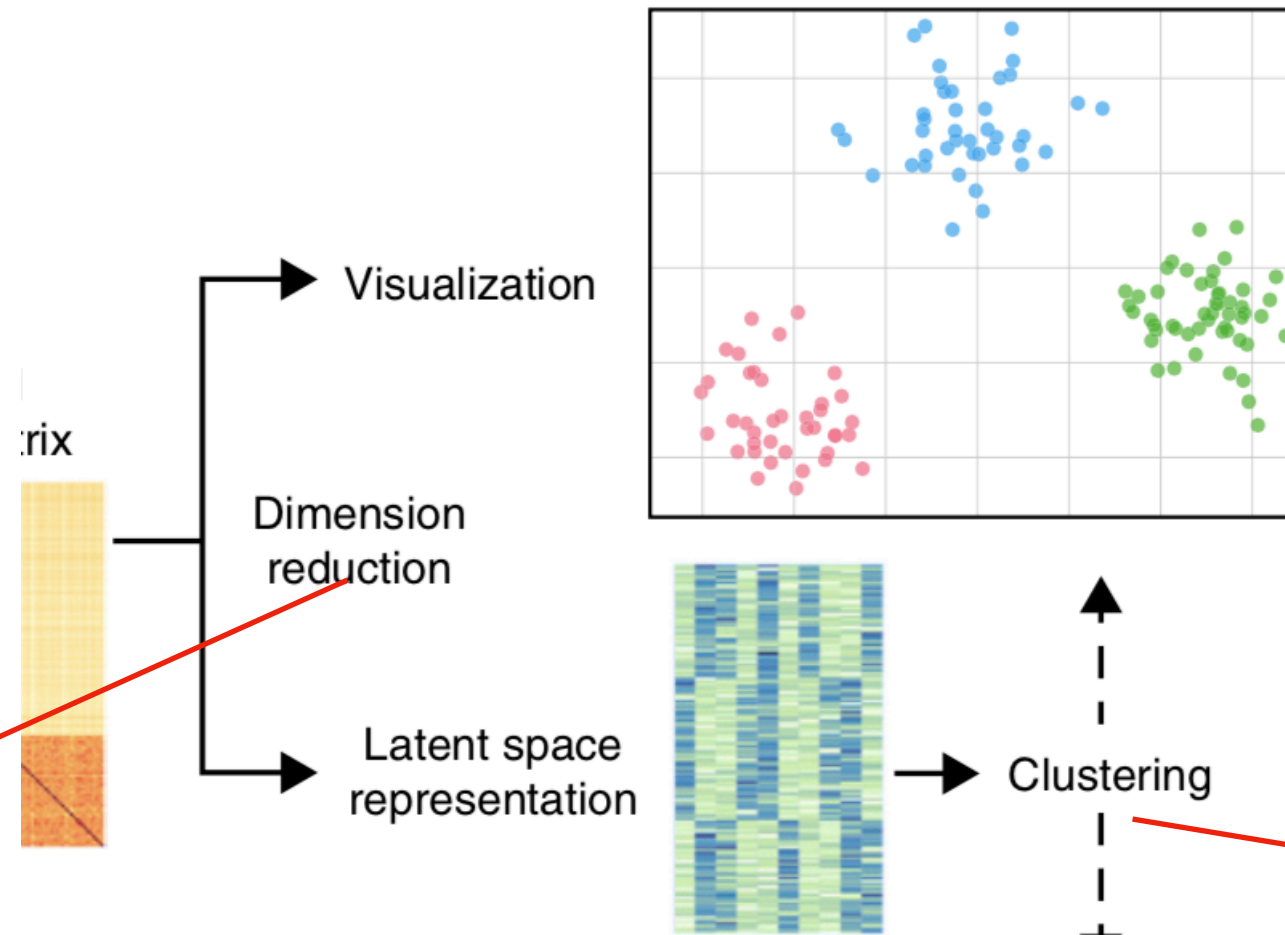 Visualization
:rix
Dimension
reduction
Latent space
representation
Clustering